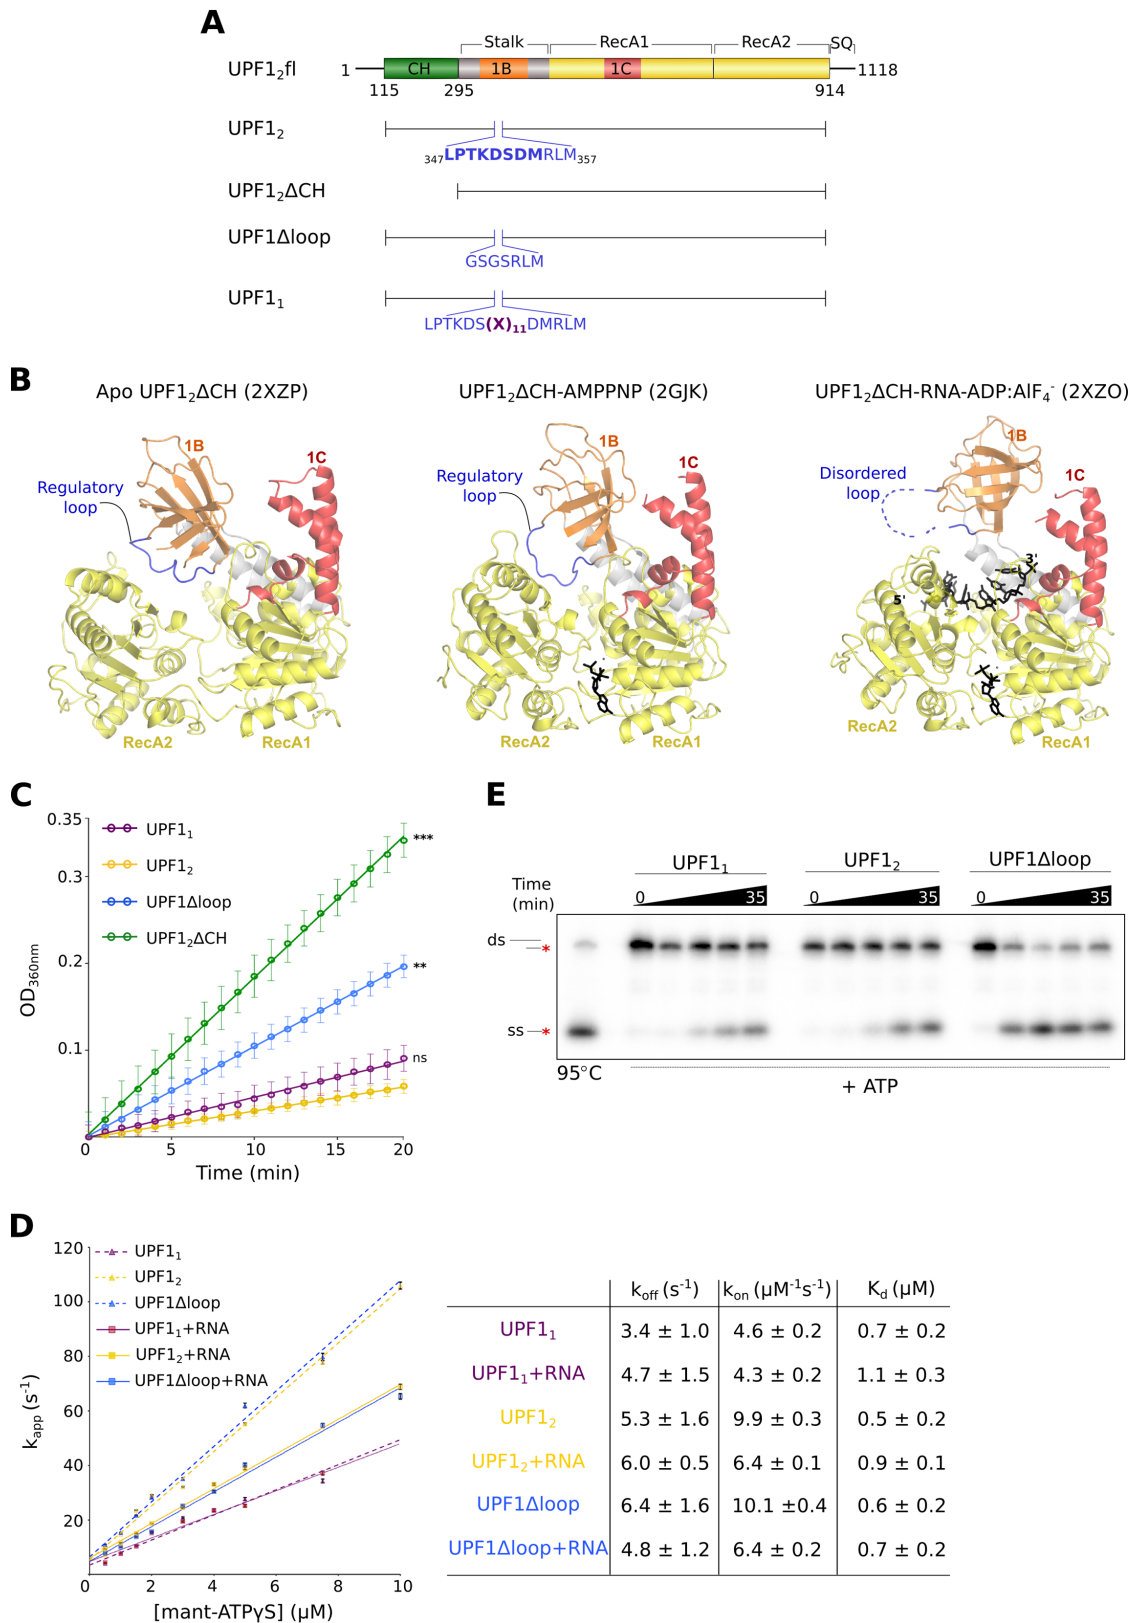 A
Stalk RecA1 RecA2 SQ
UPF1₂fl 1 CH 1B 1C 1118
115 295 914
UPF1₂
₃₄₇LPTKDSDMRLM₃₅₇
UPF1₂ΔCH
UPF1Δloop
GSGSRLM
UPF1₁
LPTKDS(X)₁₁DMRLM
B
Apo UPF1₂ΔCH (2XZP)
1B
1C
Regulatory
loop
RecA2 RecA1
UPF1₂ΔCH-AMPPNP (2GJK)
1B
Regulatory
loop
RecA2 RecA1
UPF1₂ΔCH-RNA-ADP:AlF₄⁻ (2XZO)
1B
1C
Disordered
loop
3'
5'
RecA2
RecA1
C
0.35
0.3
0.2
0.1
OD₃₆₀nm
UPF1₁
UPF1₂
UPF1Δloop
UPF1₂ΔCH
***
**
ns
0 5 10 15 20
Time (min)
E
UPF1₁ UPF1₂ UPF1Δloop
Time
(min)
0 35 0 35 0 35
ds *
ss *
95°C
+ ATP
D
120
100
80
60
40
20
kapp (s⁻¹)
UPF1₁
UPF1₂
UPF1Δloop
UPF1₁+RNA
UPF1₂+RNA
UPF1Δloop+RNA
0 2 4 6 8 10
[mant-ATPγS] (µM)
koff (s⁻¹) kon (µM⁻¹s⁻¹) Kd (µM)
UPF1₁ 3.4 ± 1.0 4.6 ± 0.2 0.7 ± 0.2
UPF1₁+RNA 4.7 ± 1.5 4.3 ± 0.2 1.1 ± 0.3
UPF1₂ 5.3 ± 1.6 9.9 ± 0.3 0.5 ± 0.2
UPF1₂+RNA 6.0 ± 0.5 6.4 ± 0.1 0.9 ± 0.1
UPF1Δloop 6.4 ± 1.6 10.1 ±0.4 0.6 ± 0.2
UPF1Δloop+RNA 4.8 ± 1.2 6.4 ± 0.2 0.7 ± 0.2